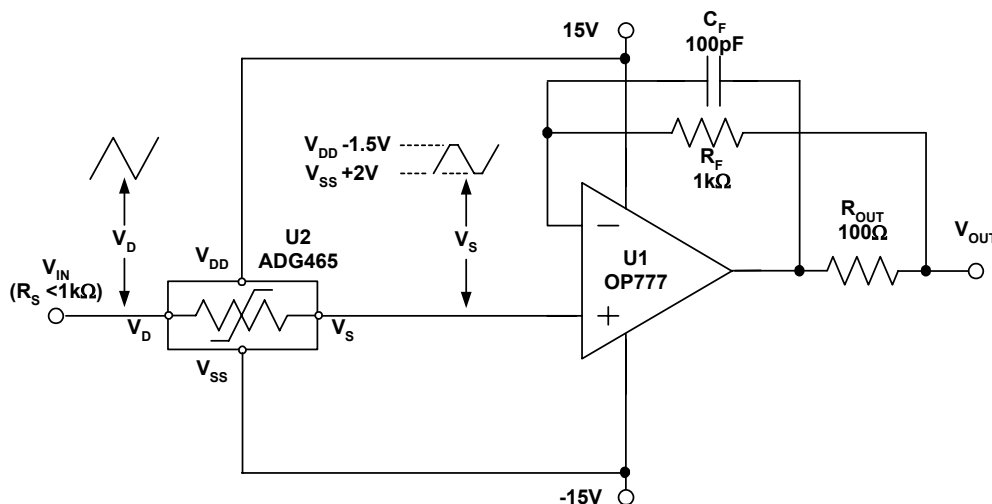 15V
C_F
100pF
V_DD -1.5V
V_SS +2V
R_F
1kΩ
V_D
V_S
U2
ADG465
V_DD
V_IN
(R_S <1kΩ)
V_D
V_S
V_SS
−
+
U1
OP777
R_OUT
100Ω
V_OUT
-15V